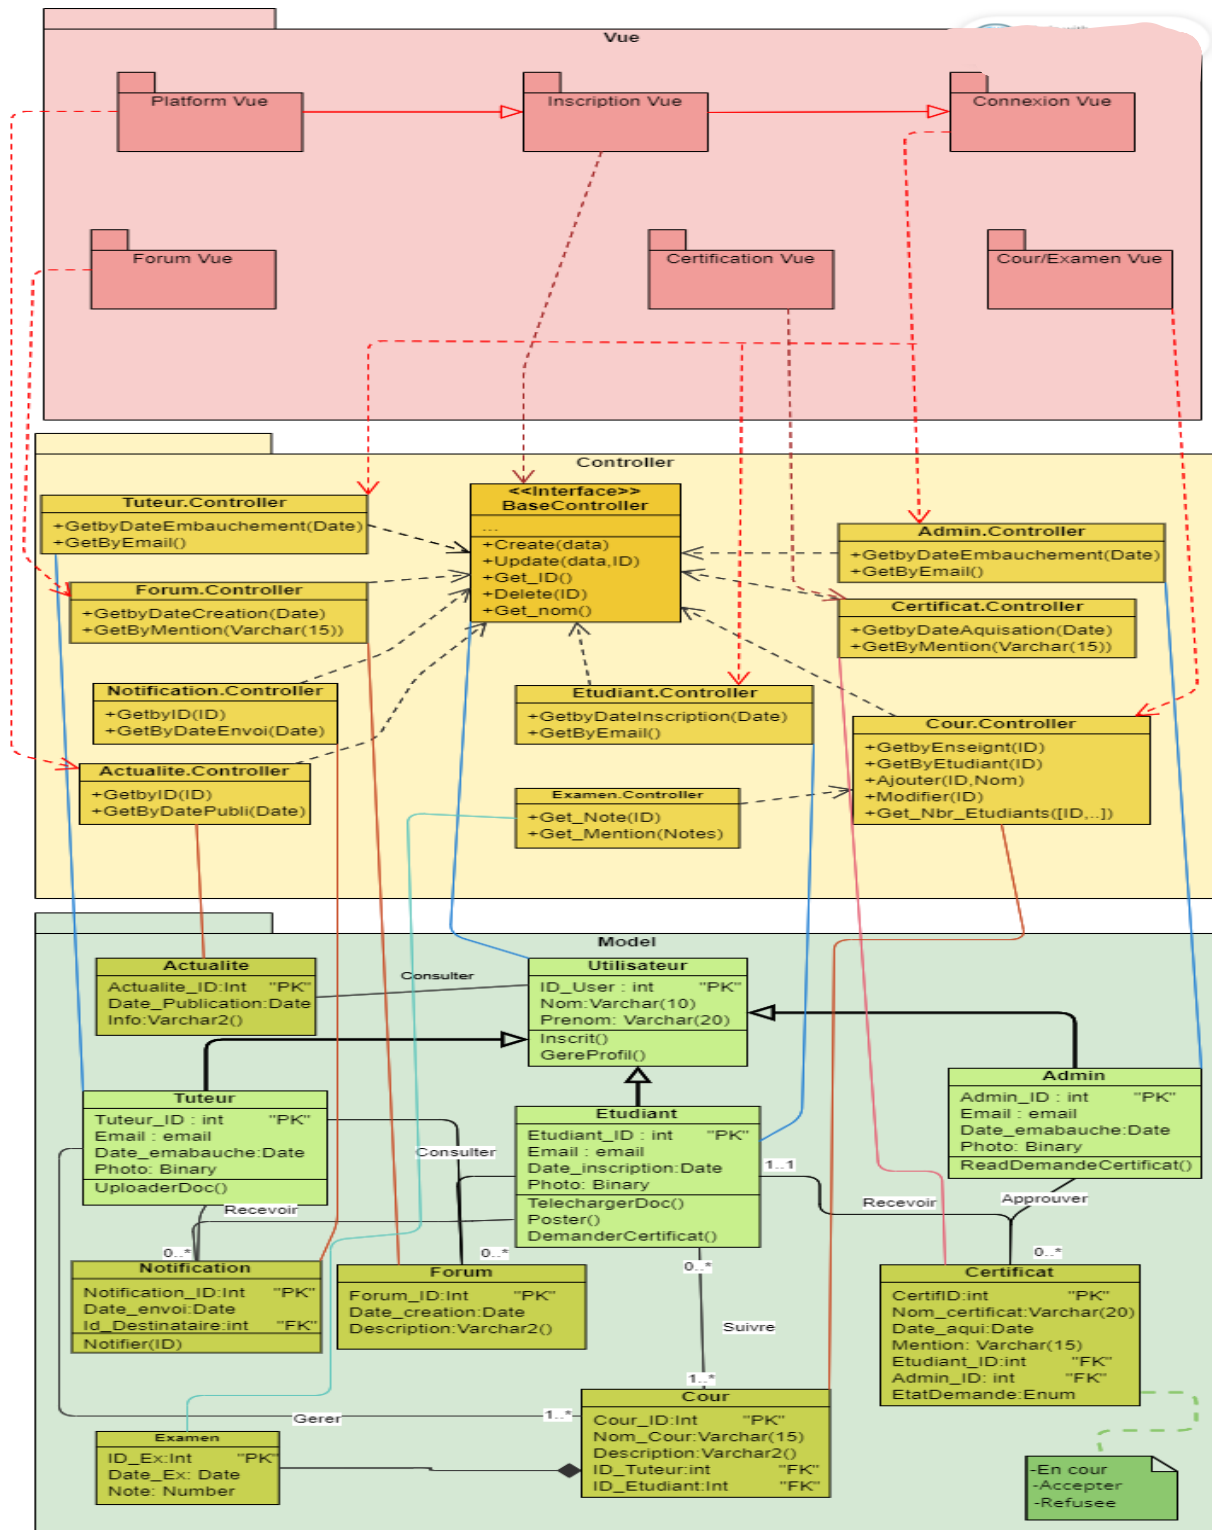 Vue
Platform Vue
Inscription Vue
Connexion Vue
Forum Vue
Certification Vue
Cour/Examen Vue
Controller
Tuteur.Controller
+GetbyDateEmbauchement(Date)
+GetByEmail()
<<Interface>>
BaseController
...
+Create(data)
+Update(data,ID)
+Get_ID()
+Delete(ID)
+Get_nom()
Admin.Controller
+GetbyDateEmbauchement(Date)
+GetByEmail()
Forum.Controller
+GetbyDateCreation(Date)
+GetByMention(Varchar(15))
Certificat.Controller
+GetbyDateAquisation(Date)
+GetByMention(Varchar(15))
Notification.Controller
+GetbyID(ID)
+GetByDateEnvoi(Date)
Etudiant.Controller
+GetbyDateInscription(Date)
+GetByEmail()
Cour.Controller
+GetbyEnseignt(ID)
+GetByEtudiant(ID)
+Ajouter(ID,Nom)
+Modifier(ID)
+Get_Nbr_Etudiants([ID,..])
Actualite.Controller
+GetbyID(ID)
+GetByDatePubli(Date)
Examen.Controller
+Get_Note(ID)
+Get_Mention(Notes)
Model
Actualite
Actualite_ID:Int "PK"
Date_Publication:Date
Info:Varchar2()
Consulter
Utilisateur
ID_User : int "PK"
Nom:Varchar(10)
Prenom: Varchar(20)
Inscrit()
GereProfil()
Tuteur
Tuteur_ID : int "PK"
Email : email
Date_emabauche:Date
Photo: Binary
UploaderDoc()
Consulter
Etudiant
Etudiant_ID : int "PK"
Email : email
Date_inscription:Date
Photo: Binary
TelechargerDoc()
Poster()
DemanderCertificat()
Admin
Admin_ID : int "PK"
Email : email
Date_emabauche:Date
Photo: Binary
ReadDemandeCertificat()
1..1
Recevoir
Approuver
Recevoir
0..*
0..*
0..*
0..*
Notification
Notification_ID:Int "PK"
Date_envoi:Date
Id_Destinataire:int "FK"
Notifier(ID)
Forum
Forum_ID:Int "PK"
Date_creation:Date
Description:Varchar2()
Certificat
CertifID:int "PK"
Nom_certificat:Varchar(20)
Date_aqui:Date
Mention: Varchar(15)
Etudiant_ID:int "FK"
Admin_ID: int "FK"
EtatDemande:Enum
Suivre
1..*
Gerer
1..*
Cour
Cour_ID:Int "PK"
Nom_Cour:Varchar(15)
Description:Varchar2()
ID_Tuteur:int "FK"
ID_Etudiant:Int "FK"
Examen
ID_Ex:Int "PK"
Date_Ex: Date
Note: Number
-En cour
-Accepter
-Refusee